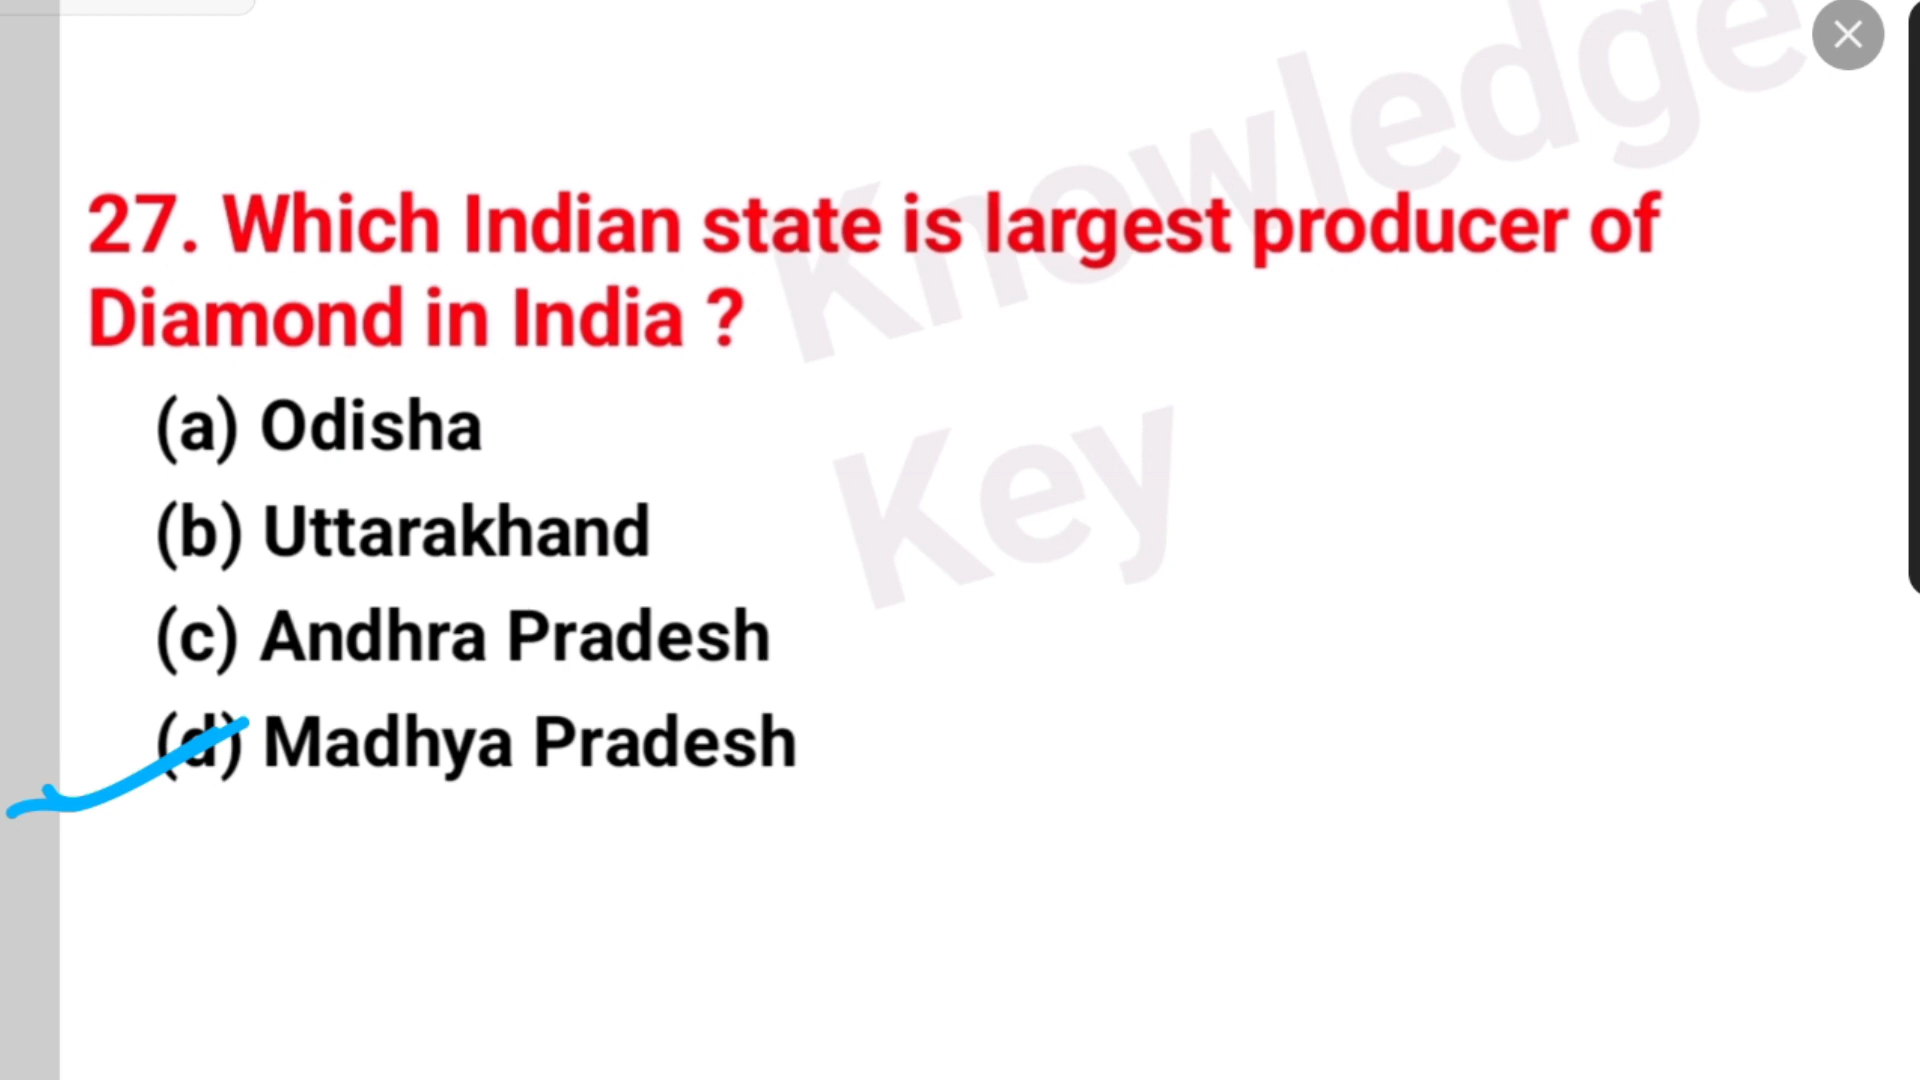 Knowledge
Key
27. Which Indian state is largest producer of
Diamond in India ?
(a) Odisha
(b) Uttarakhand
(c) Andhra Pradesh
(d) Madhya Pradesh